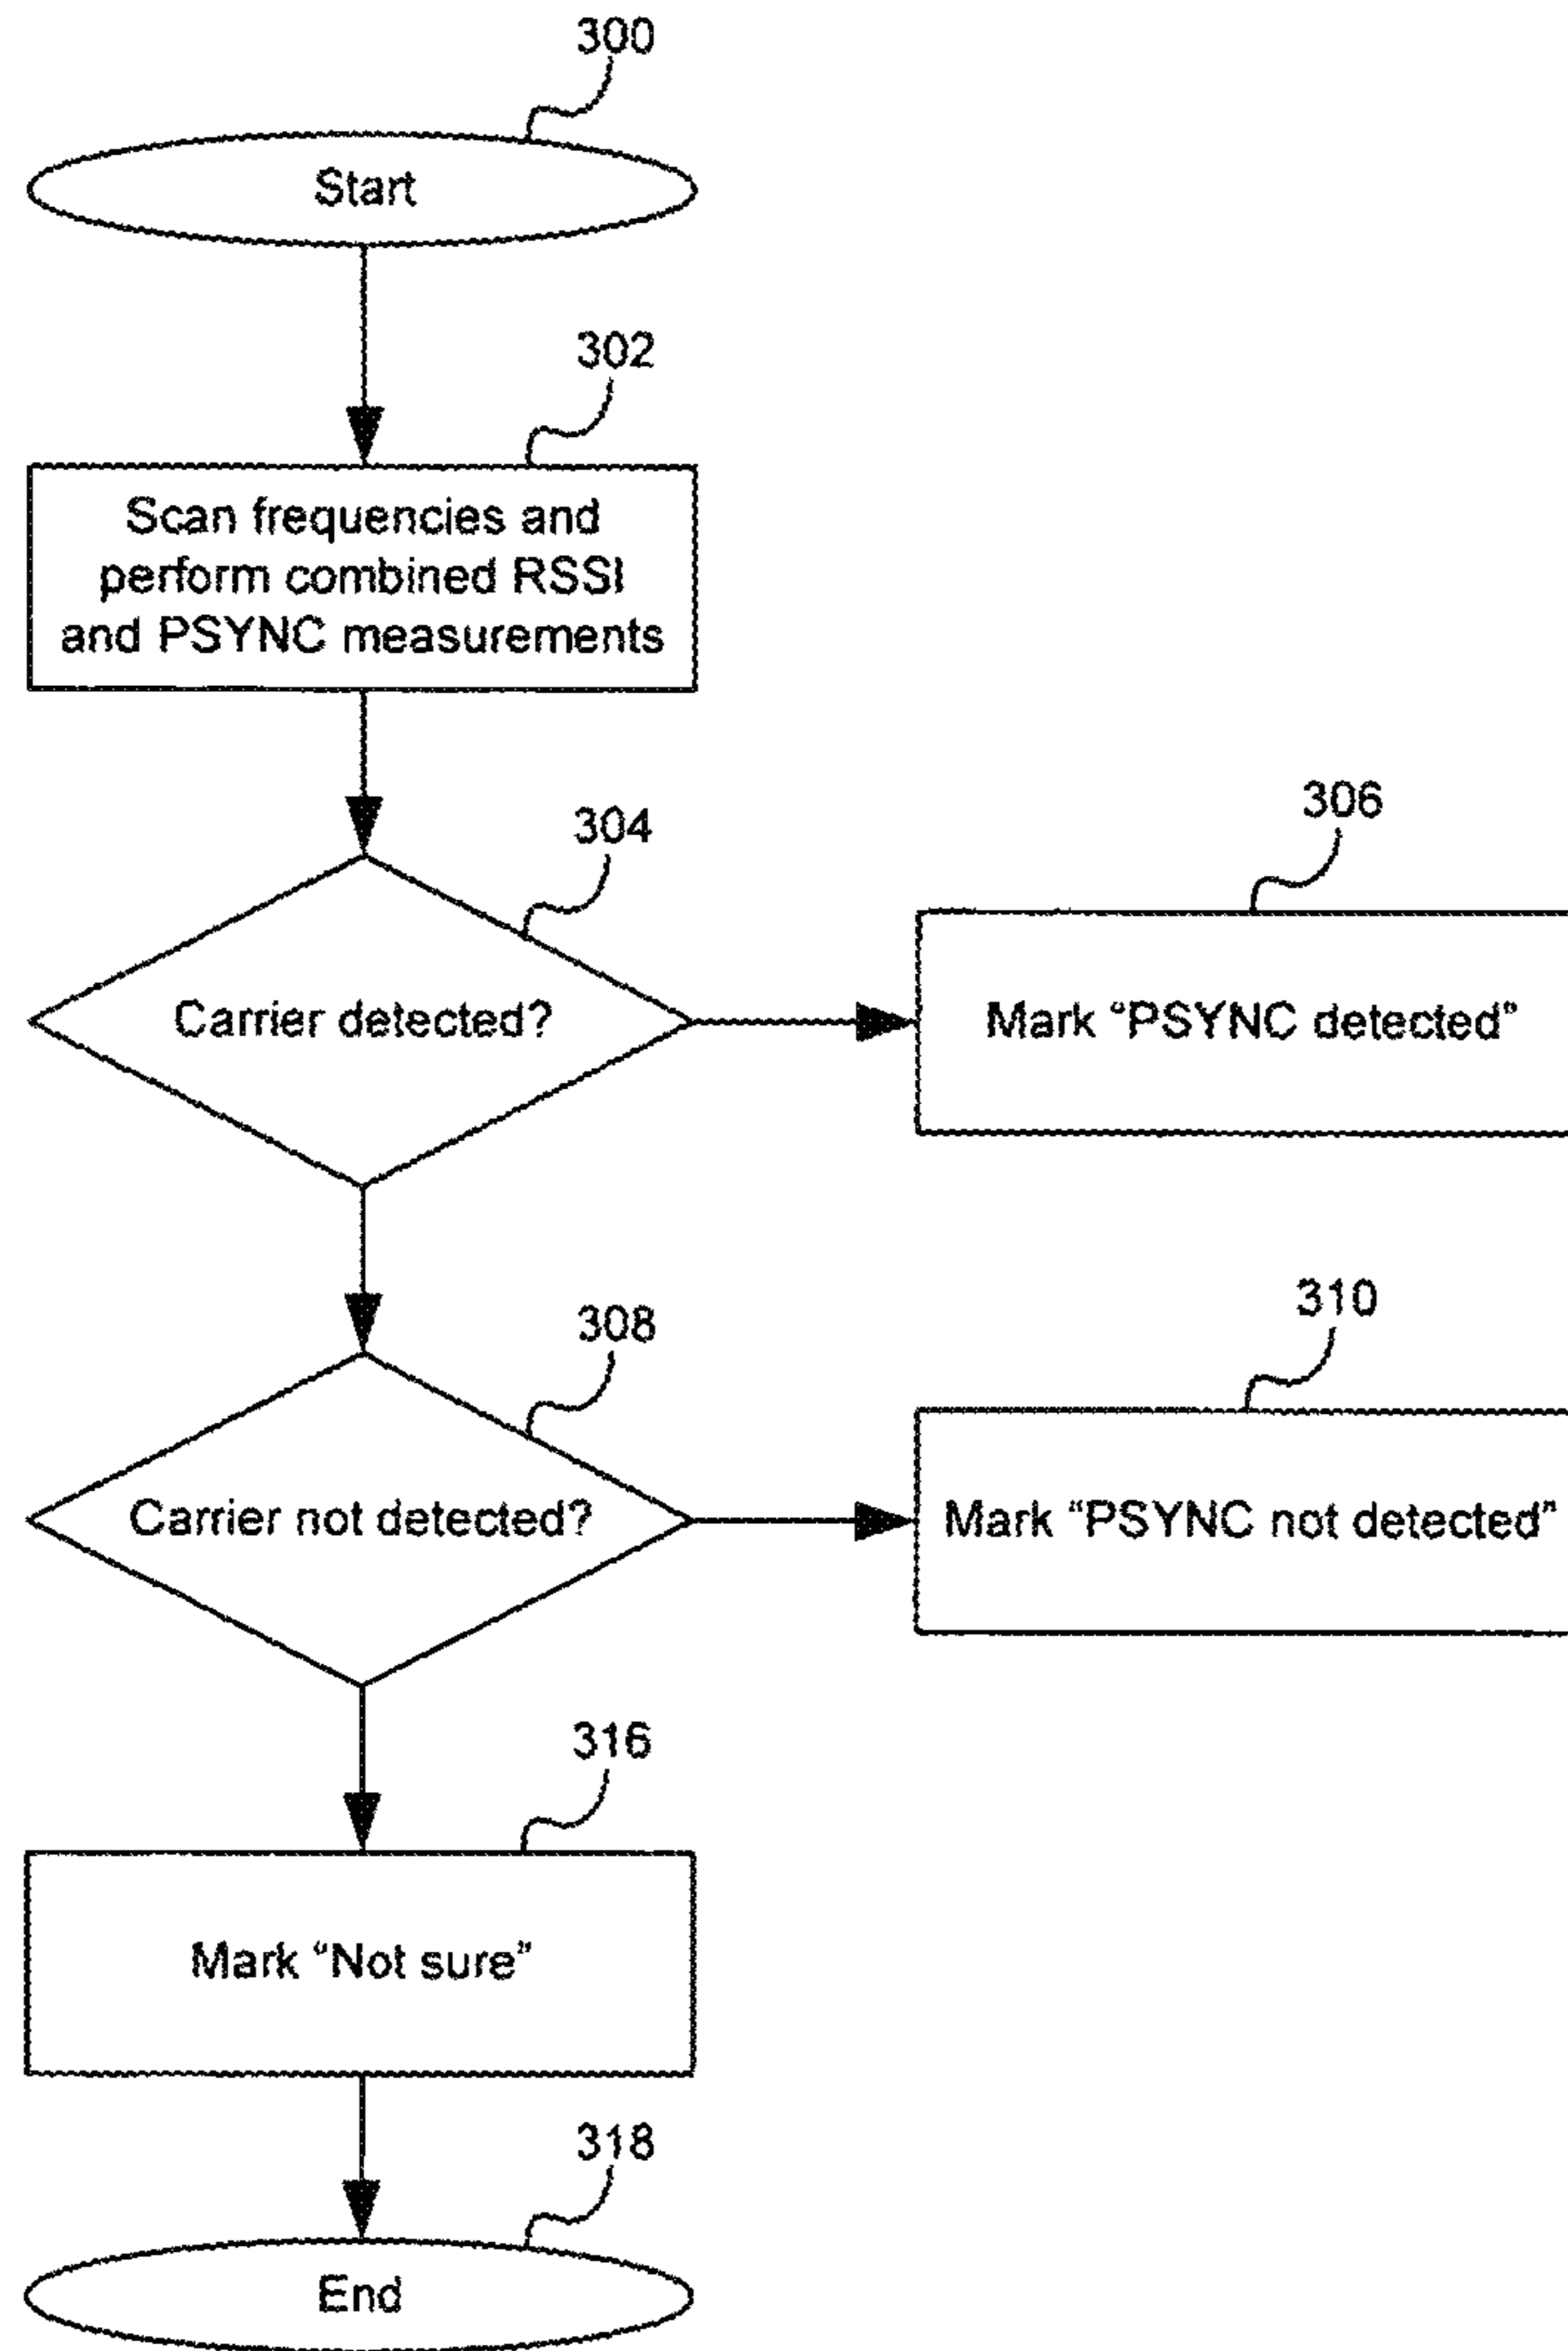 300
Start
302
Scan frequencies and
perform combined RSSI
and PSYNC measurements
304
Carrier detected?
306
Mark “PSYNC detected”
308
Carrier not detected?
310
Mark “PSYNC not detected”
316
Mark “Not sure”
318
End